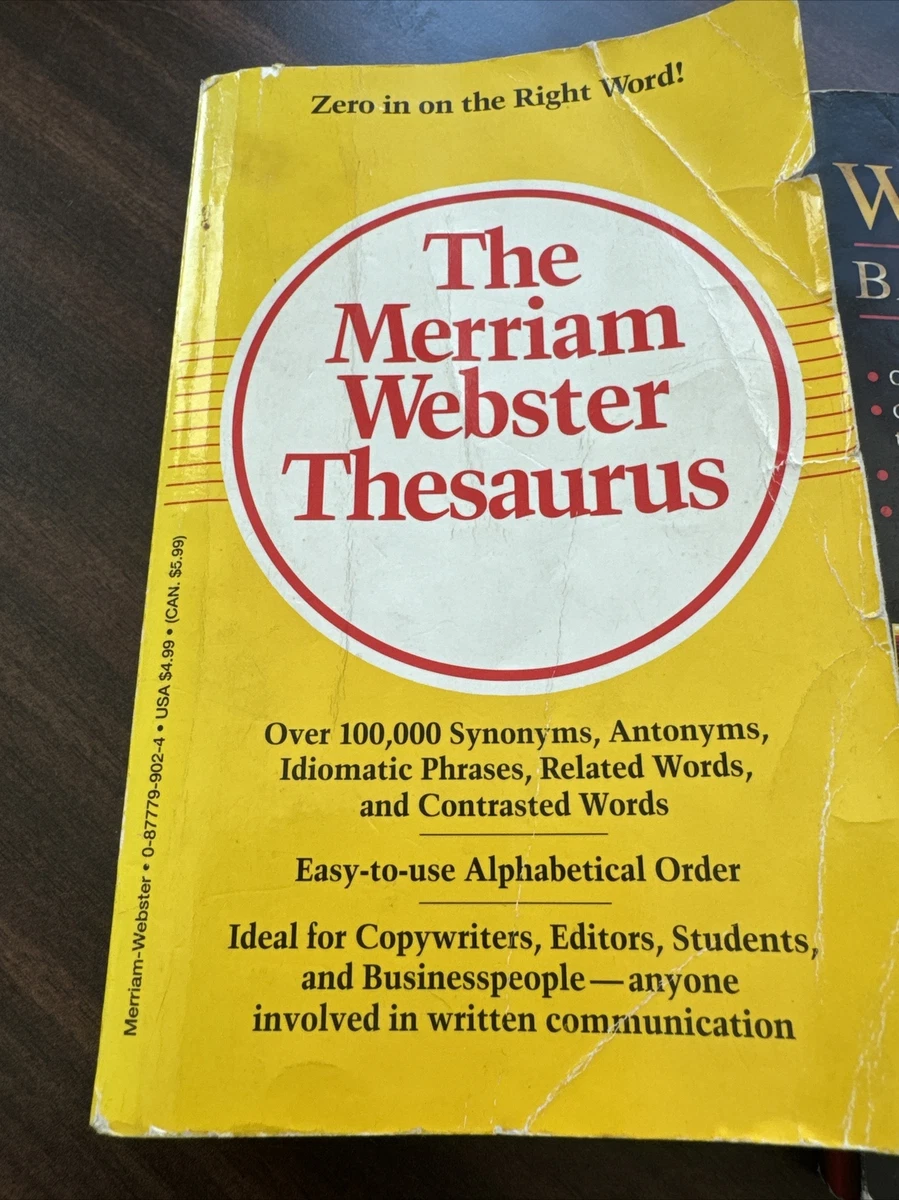 Zero in on the Right Word!
The
Merriam
Webster
Thesaurus
Over 100,000 Synonyms, Antonyms,
Idiomatic Phrases, Related Words,
and Contrasted Words
Easy-to-use Alphabetical Order
Ideal for Copywriters, Editors, Students,
and Businesspeople—anyone
involved in written communication
Merriam-Webster • 0-87779-902-4 • USA $4.99 • (CAN. $5.99)